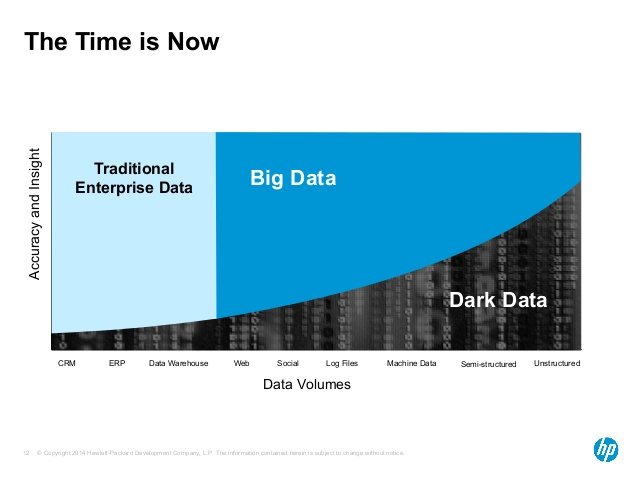 The Time is Now
Accuracy and Insight
Traditional
Enterprise Data
Big Data
Dark Data
CRM ERP Data Warehouse Web Social Log Files Machine Data Semi-structured Unstructured
Data Volumes
12 © Copyright 2014 Hewlett-Packard Development Company, L.P. The information contained herein is subject to change without notice.
hp